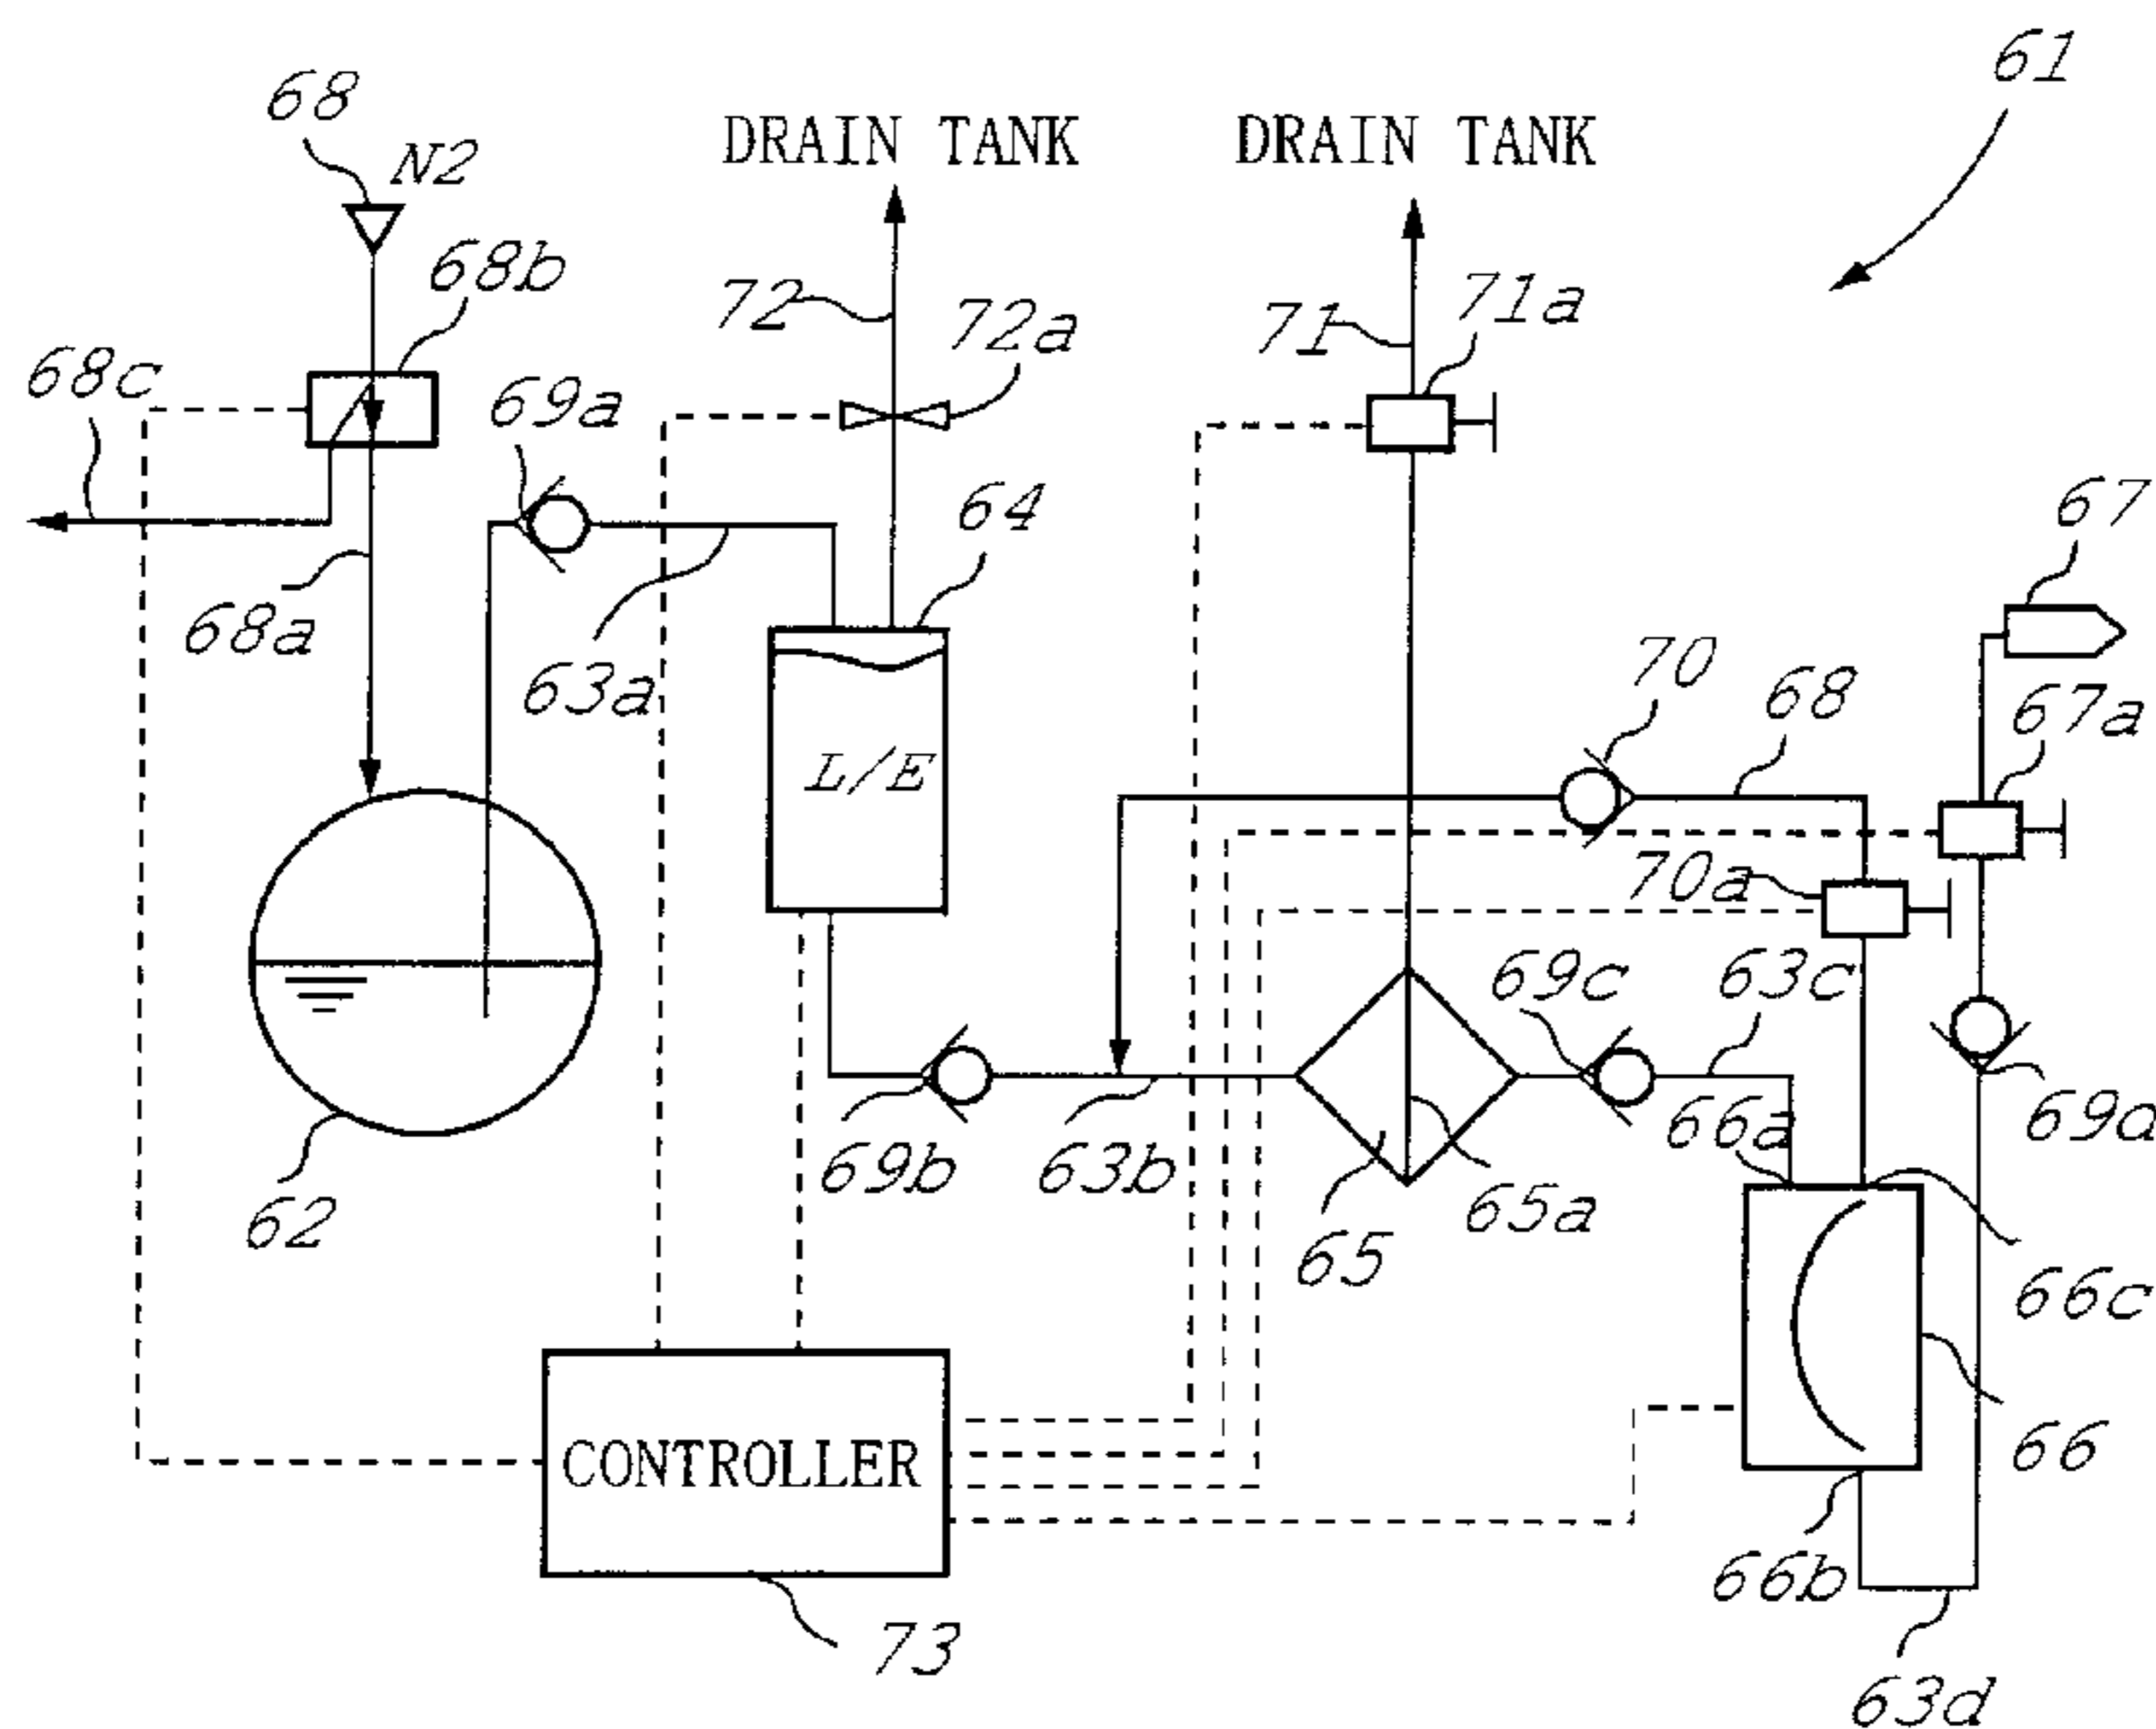 61
68
N2
DRAIN TANK
DRAIN TANK
68b
72
72a
71
71a
68c
69a
64
67
68a
63a
70
68
67a
L/E
70a
69c
63c
69b
63b
66a
69a
62
65
65a
66c
66
CONTROLLER
66b
73
63d